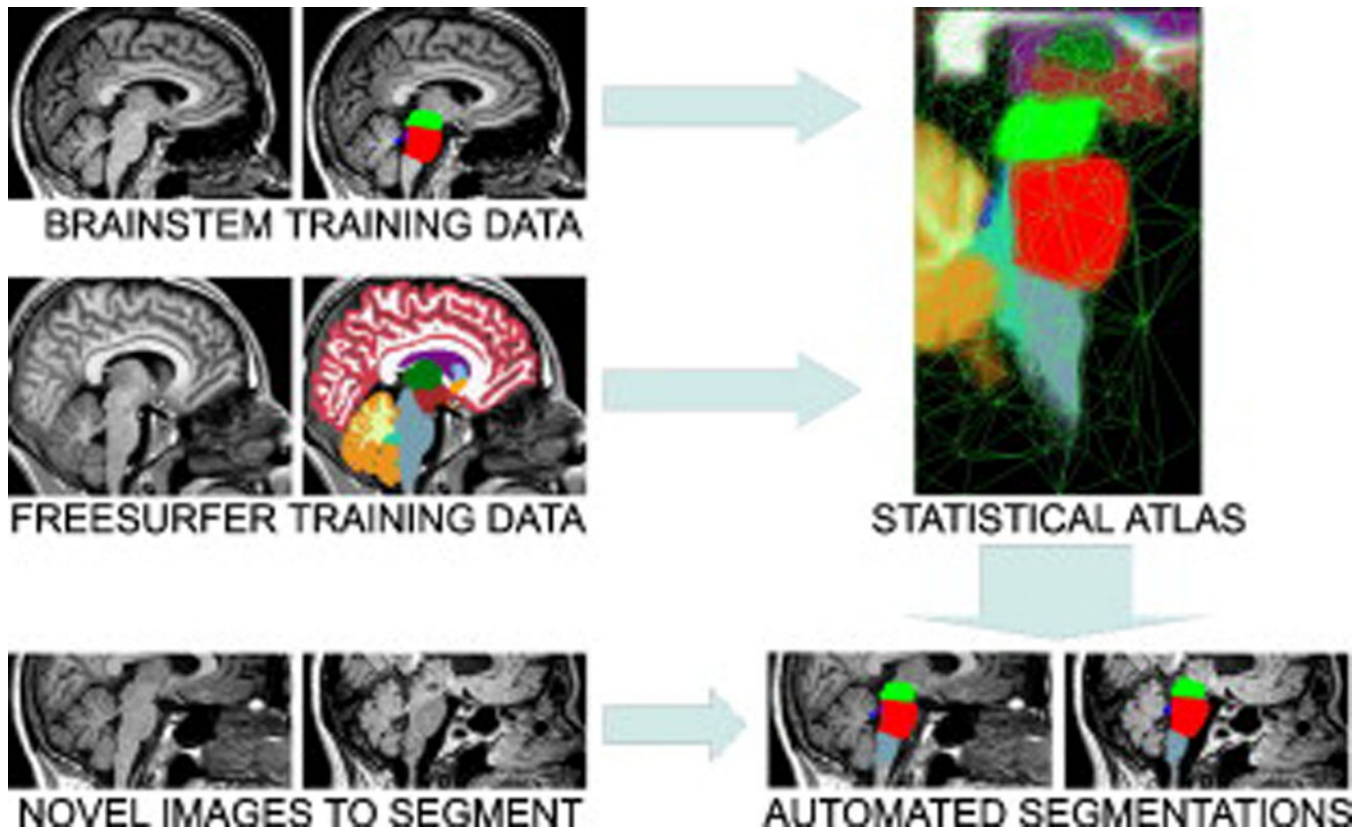 BRAINSTEM TRAINING DATA
FREESURFER TRAINING DATA
STATISTICAL ATLAS
NOVEL IMAGES TO SEGMENT
AUTOMATED SEGMENTATIONS